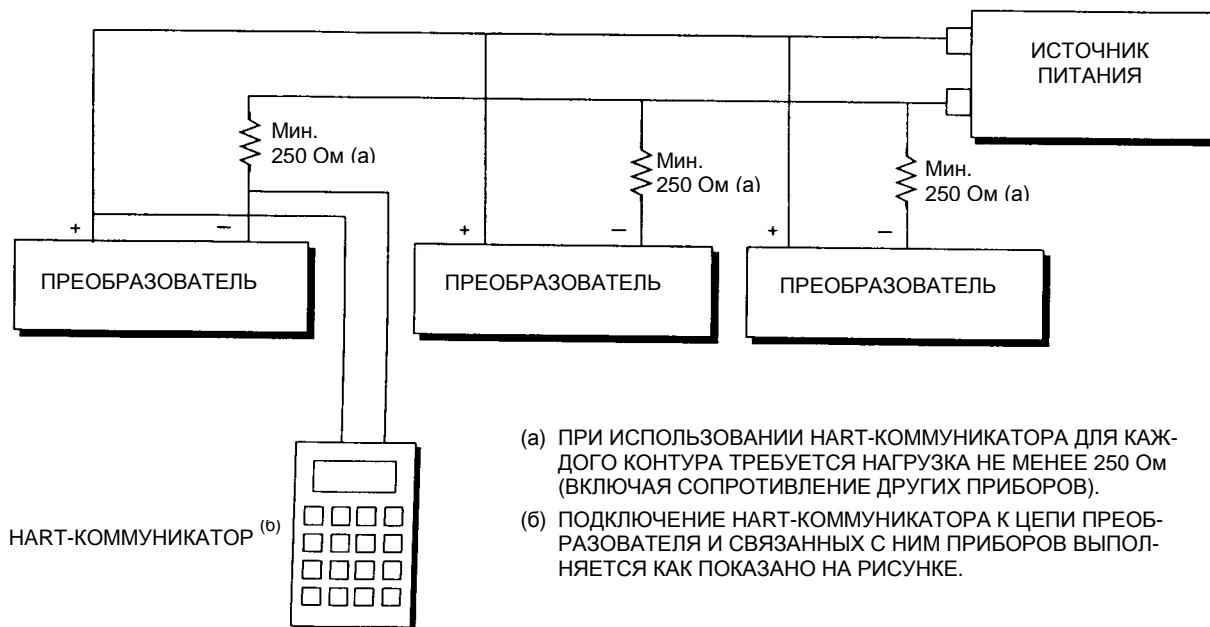 ИСТОЧНИК
ПИТАНИЯ
Мин.
250 Ом (а)
Мин.
250 Ом (а)
Мин.
250 Ом (а)
+
–
+
–
+
–
ПРЕОБРАЗОВАТЕЛЬ
ПРЕОБРАЗОВАТЕЛЬ
ПРЕОБРАЗОВАТЕЛЬ
HART-КОММУНИКАТОР (б)
(а) ПРИ ИСПОЛЬЗОВАНИИ HART-КОММУНИКАТОРА ДЛЯ КАЖ-
ДОГО КОНТУРА ТРЕБУЕТСЯ НАГРУЗКА НЕ МЕНЕЕ 250 Ом
(ВКЛЮЧАЯ СОПРОТИВЛЕНИЕ ДРУГИХ ПРИБОРОВ).
(б) ПОДКЛЮЧЕНИЕ HART-КОММУНИКАТОРА К ЦЕПИ ПРЕОБ-
РАЗОВАТЕЛЯ И СВЯЗАННЫХ С НИМ ПРИБОРОВ ВЫПОЛ-
НЯЕТСЯ КАК ПОКАЗАНО НА РИСУНКЕ.